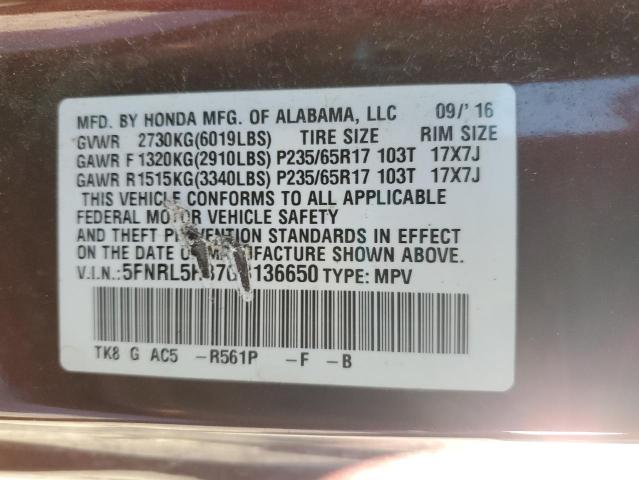 MFD. BY HONDA MFG. OF ALABAMA, LLC 09/'16
GVWR 2730KG(6019LBS) TIRE SIZE RIM SIZE
GAWR F 1320KG(2910LBS) P235/65R17 103T 17X7J
GAWR R1515KG(3340LBS) P235/65R17 103T 17X7J
THIS VEHICLE CONFORMS TO ALL APPLICABLE
FEDERAL MOTOR VEHICLE SAFETY
AND THEFT PREVENTION STANDARDS IN EFFECT
ON THE DATE OF MANUFACTURE SHOWN ABOVE.
V.I.N.: TYPE: MPV
TK8 G AC5 -R561P -F -B